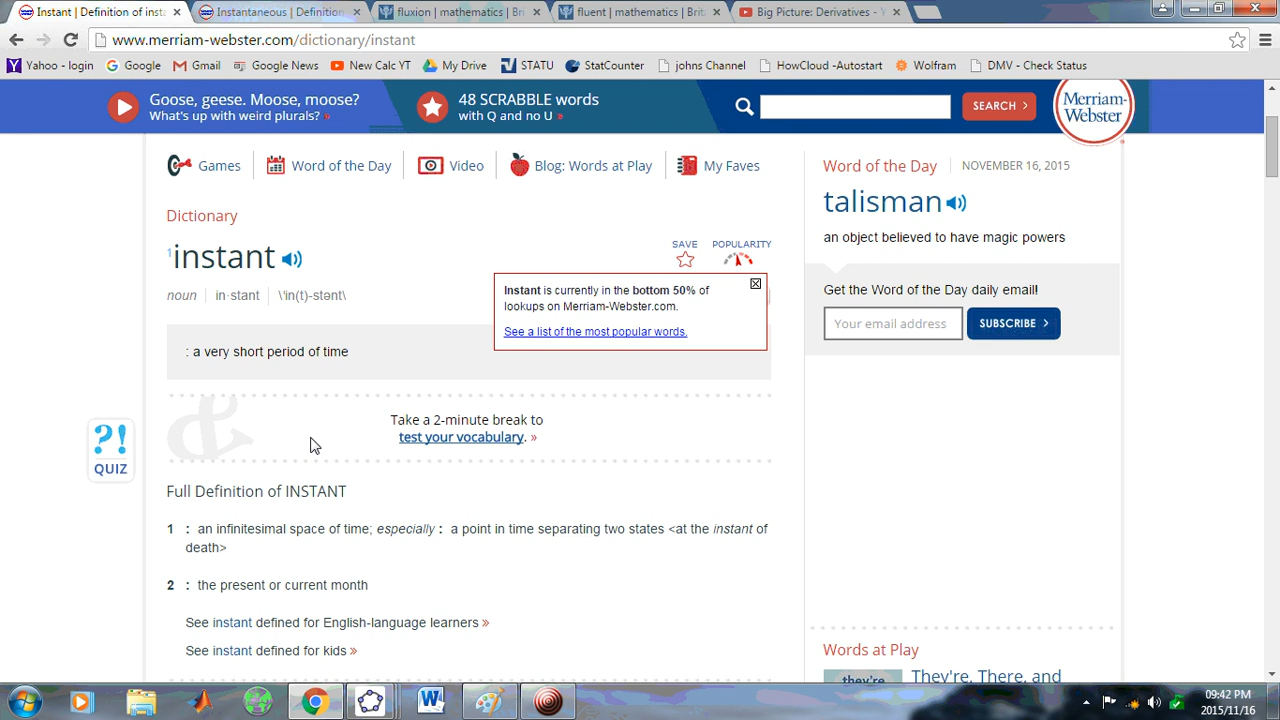 Instant | Definition of inst
Instantaneous | Definition
fluxion | mathematics | Bri
fluent | mathematics | Brita
Big Picture: Derivatives - Y
www.merriam-webster.com/dictionary/instant
Yahoo - login
Google
Gmail
Google News
New Calc YT
My Drive
STATU
StatCounter
johns Channel
HowCloud -Autostart
Wolfram
DMV - Check Status
Goose, geese. Moose, moose?
What's up with weird plurals? »
48 SCRABBLE words
with Q and no U »
SEARCH ›
Merriam-
Webster
Games
Word of the Day
Video
Blog: Words at Play
My Faves
Word of the Day
NOVEMBER 16, 2015
Dictionary
talisman
an object believed to have magic powers
1instant
SAVE
POPULARITY
noun
in·stant
\ˈin(t)-stənt\
Instant is currently in the bottom 50% of
lookups on Merriam-Webster.com.
See a list of the most popular words.
Get the Word of the Day daily email!
Your email address
SUBSCRIBE ›
: a very short period of time
Take a 2-minute break to
test your vocabulary. »
?!
QUIZ
Full Definition of INSTANT
1 : an infinitesimal space of time; especially : a point in time separating two states <at the instant of
death>
2 : the present or current month
See instant defined for English-language learners »
See instant defined for kids »
Words at Play
they're
They're, There, and
09:42 PM
2015/11/16